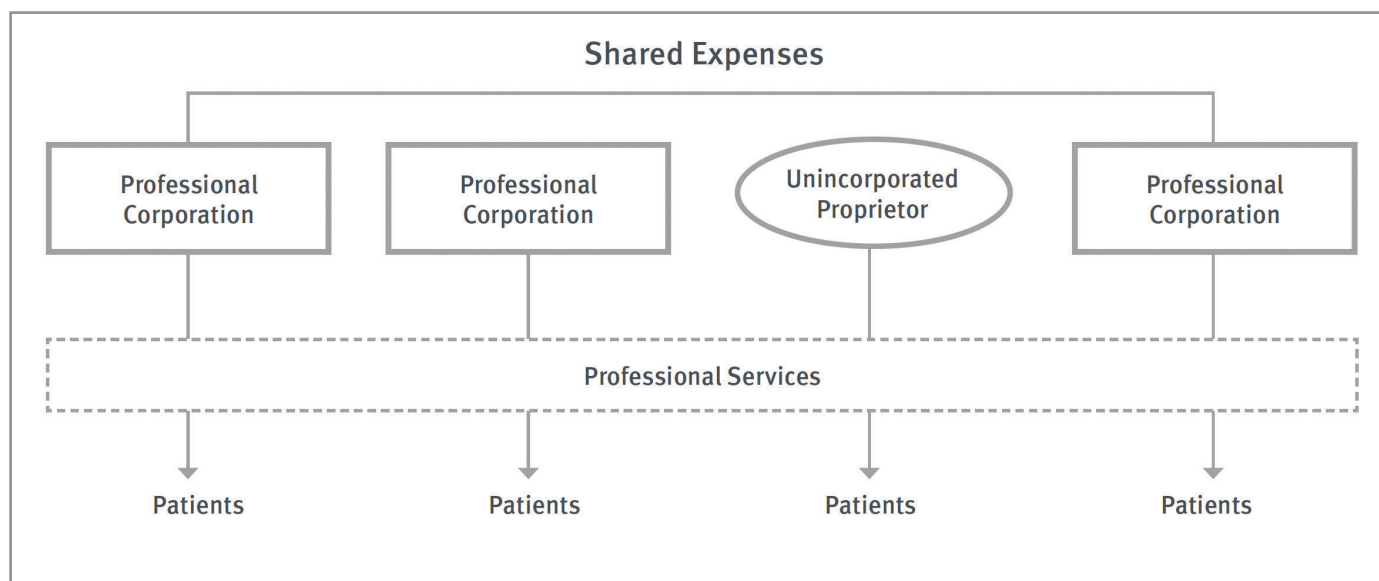 Shared Expenses
Professional
Corporation
Professional
Corporation
Unincorporated
Proprietor
Professional
Corporation
Professional Services
Patients
Patients
Patients
Patients